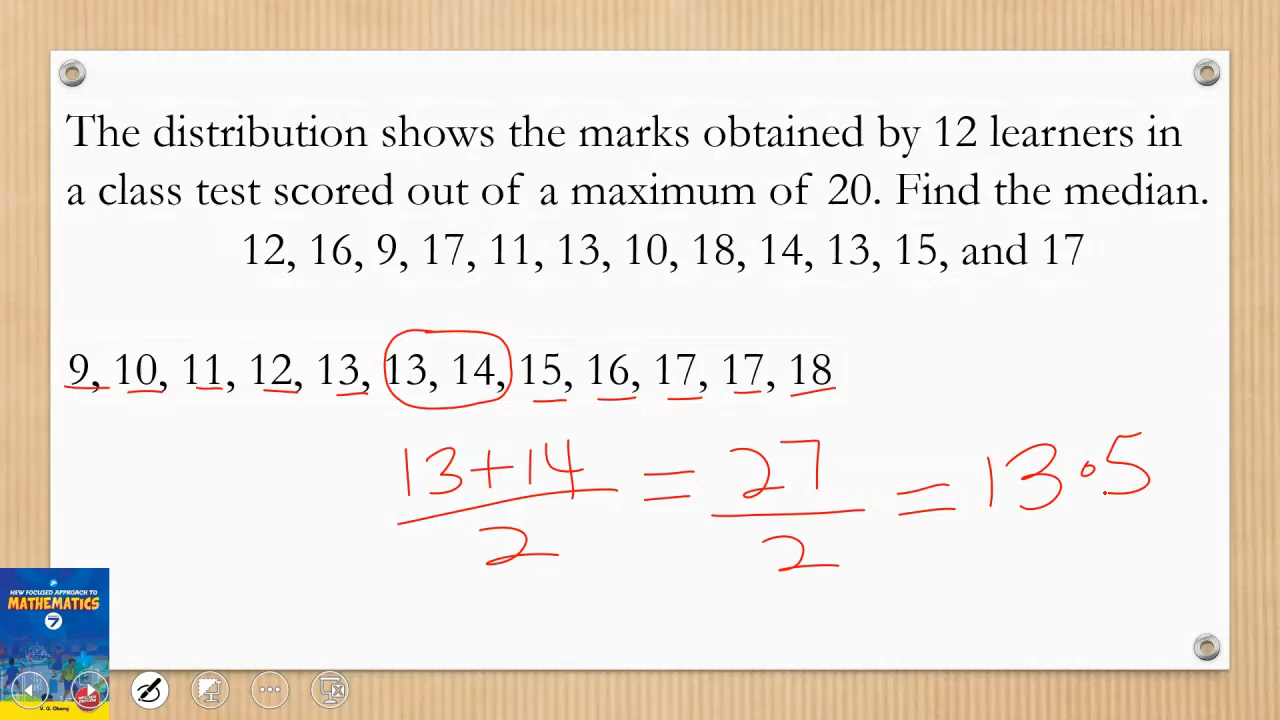 The distribution shows the marks obtained by 12 learners in
a class test scored out of a maximum of 20. Find the median.
12, 16, 9, 17, 11, 13, 10, 18, 14, 13, 15, and 17
9, 10, 11, 12, 13, 13, 14, 15, 16, 17, 17, 18
13+14 / 2 = 27 / 2 = 13.5
NEW FOCUSED APPROACH TO
MATHEMATICS
7